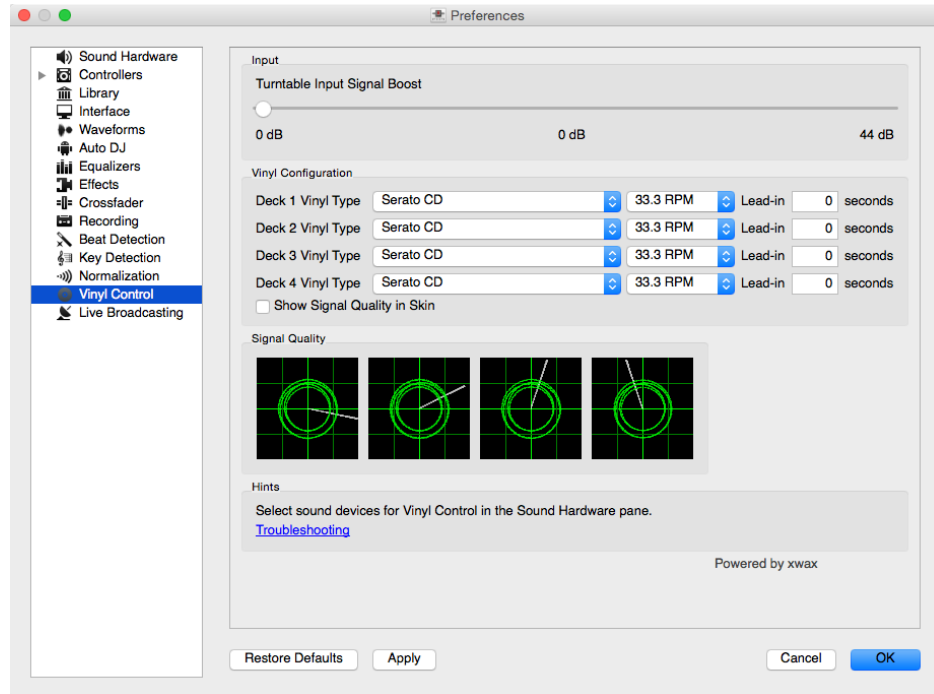 Preferences
Sound Hardware
Controllers
Library
Interface
Waveforms
Auto DJ
Equalizers
Effects
Crossfader
Recording
Beat Detection
Key Detection
Normalization
Vinyl Control
Live Broadcasting
Input
Turntable Input Signal Boost
0 dB 0 dB 44 dB
Vinyl Configuration
Deck 1 Vinyl Type Serato CD 33.3 RPM Lead-in 0 seconds
Deck 2 Vinyl Type Serato CD 33.3 RPM Lead-in 0 seconds
Deck 3 Vinyl Type Serato CD 33.3 RPM Lead-in 0 seconds
Deck 4 Vinyl Type Serato CD 33.3 RPM Lead-in 0 seconds
Show Signal Quality in Skin
Signal Quality
Hints
Select sound devices for Vinyl Control in the Sound Hardware pane.
Troubleshooting
Powered by xwax
Restore Defaults Apply Cancel OK